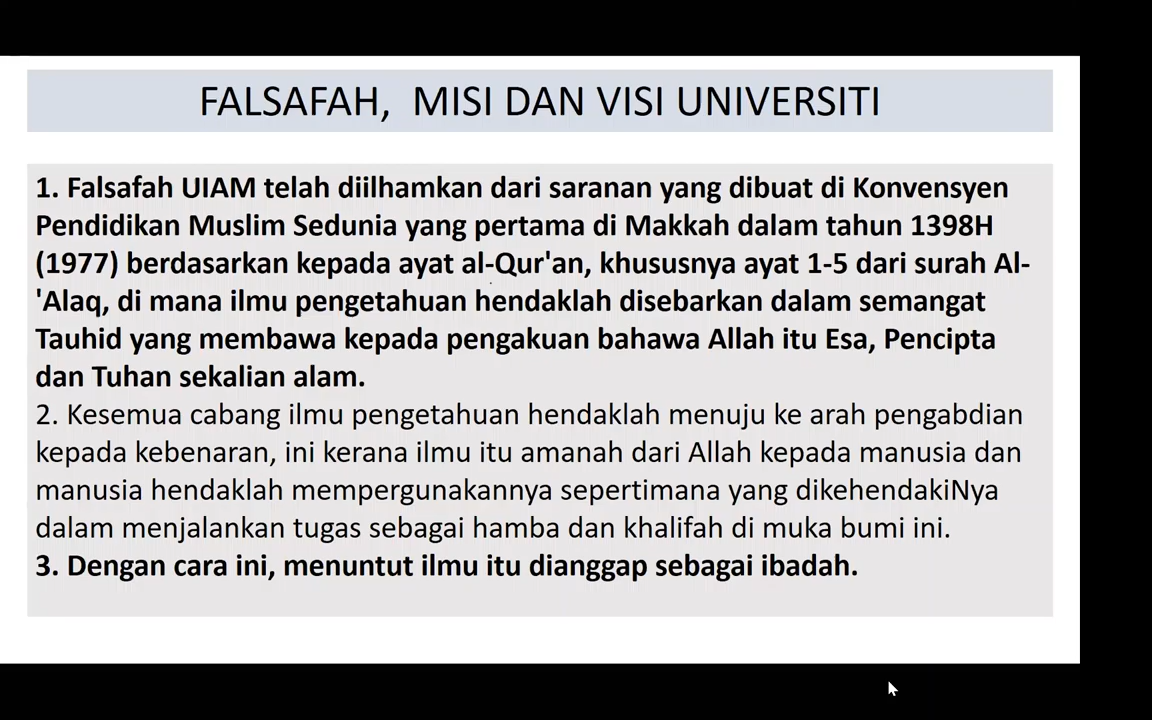 FALSAFAH, MISI DAN VISI UNIVERSITI
1. Falsafah UIAM telah diilhamkan dari saranan yang dibuat di Konvensyen
Pendidikan Muslim Sedunia yang pertama di Makkah dalam tahun 1398H
(1977) berdasarkan kepada ayat al-Qur'an, khususnya ayat 1-5 dari surah Al-
'Alaq, di mana ilmu pengetahuan hendaklah disebarkan dalam semangat
Tauhid yang membawa kepada pengakuan bahawa Allah itu Esa, Pencipta
dan Tuhan sekalian alam.
2. Kesemua cabang ilmu pengetahuan hendaklah menuju ke arah pengabdian
kepada kebenaran, ini kerana ilmu itu amanah dari Allah kepada manusia dan
manusia hendaklah mempergunakannya sepertimana yang dikehendakiNya
dalam menjalankan tugas sebagai hamba dan khalifah di muka bumi ini.
3. Dengan cara ini, menuntut ilmu itu dianggap sebagai ibadah.